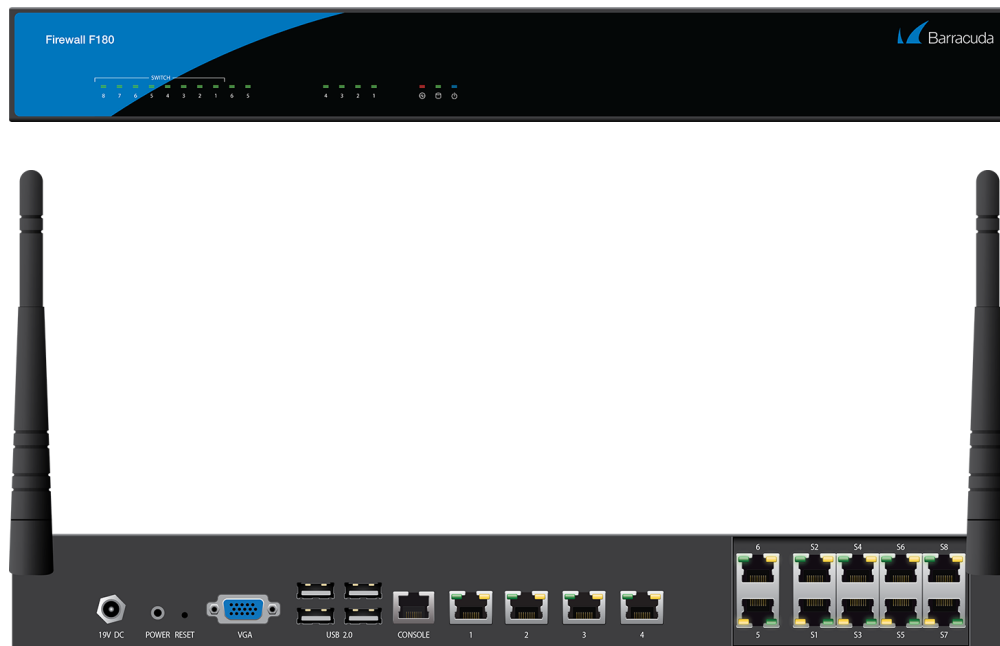 Firewall F180
Barracuda
SWITCH
8 7 6 5 4 3 2 1 6 5 4 3 2 1
6 S2 S4 S6 S8
19V DC POWER RESET VGA USB 2.0 CONSOLE 1 2 3 4 5 S1 S3 S5 S7